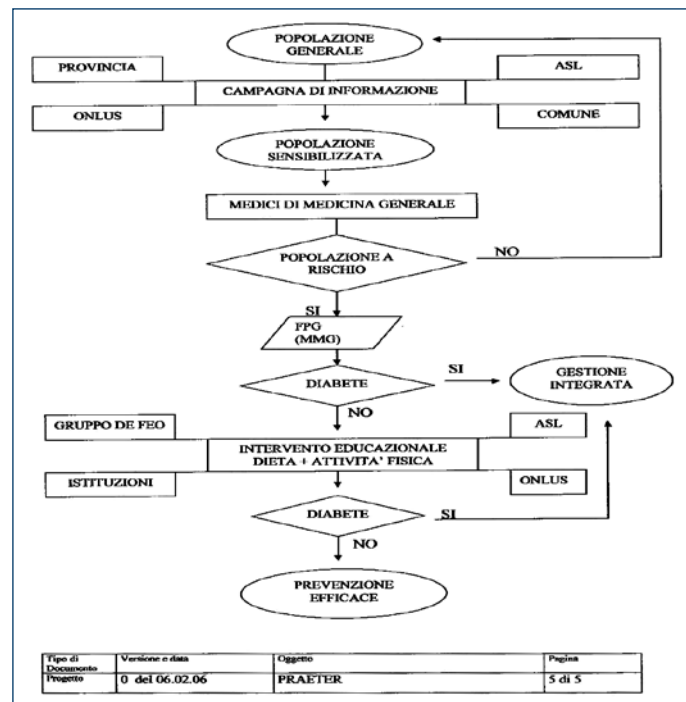 POPOLAZIONE
GENERALE
PROVINCIA
ASL
CAMPAGNA DI INFORMAZIONE
ONLUS
COMUNE
POPOLAZIONE
SENSIBILIZZATA
MEDICI DI MEDICINA GENERALE
POPOLAZIONE A
RISCHIO
NO
SI
FPG
(MMG)
DIABETE
SI
GESTIONE
INTEGRATA
NO
GRUPPO DE FEO
ASL
INTERVENTO EDUCAZIONALE
DIETA + ATTIVITA' FISICA
ISTITUZIONI
ONLUS
DIABETE
SI
NO
PREVENZIONE
EFFICACE
Tipo di
Documento
Versione e data
Oggetto
Pagina
Progetto
0 del 06.02.06
PRAETER
5 di 5